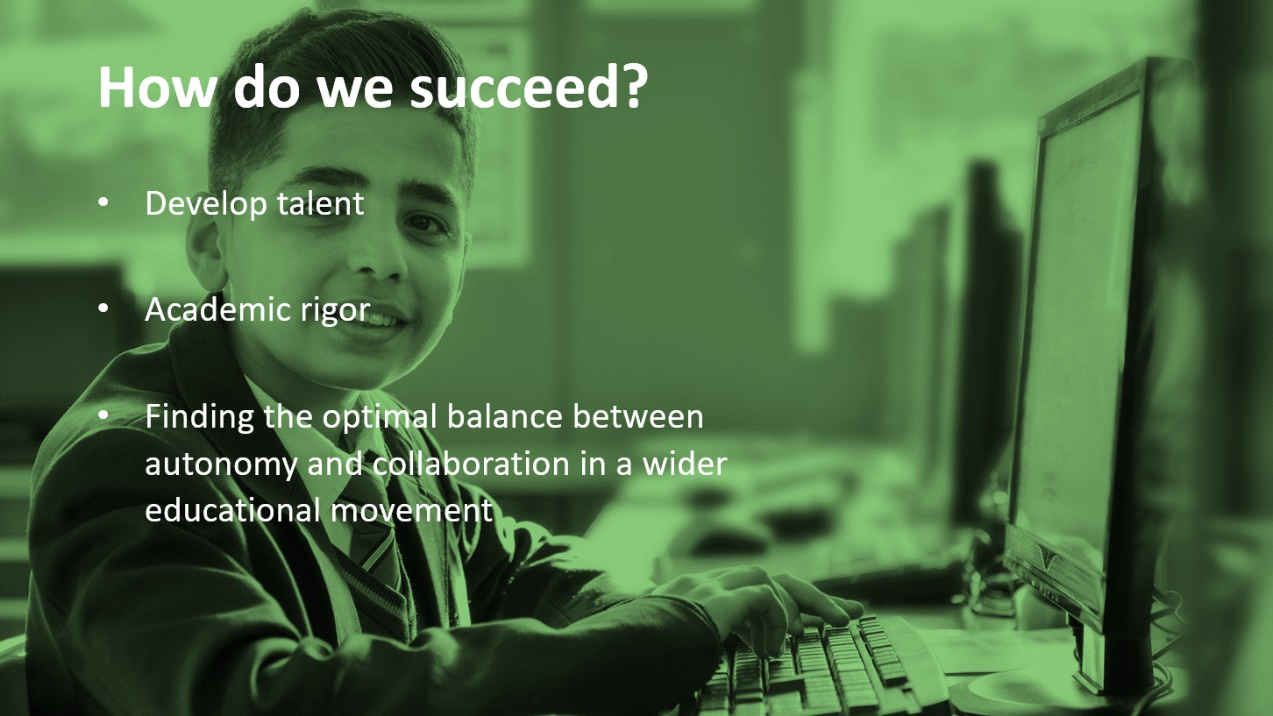 How do we succeed?
• Develop talent
• Academic rigor
• Finding the optimal balance between
autonomy and collaboration in a wider
educational movement